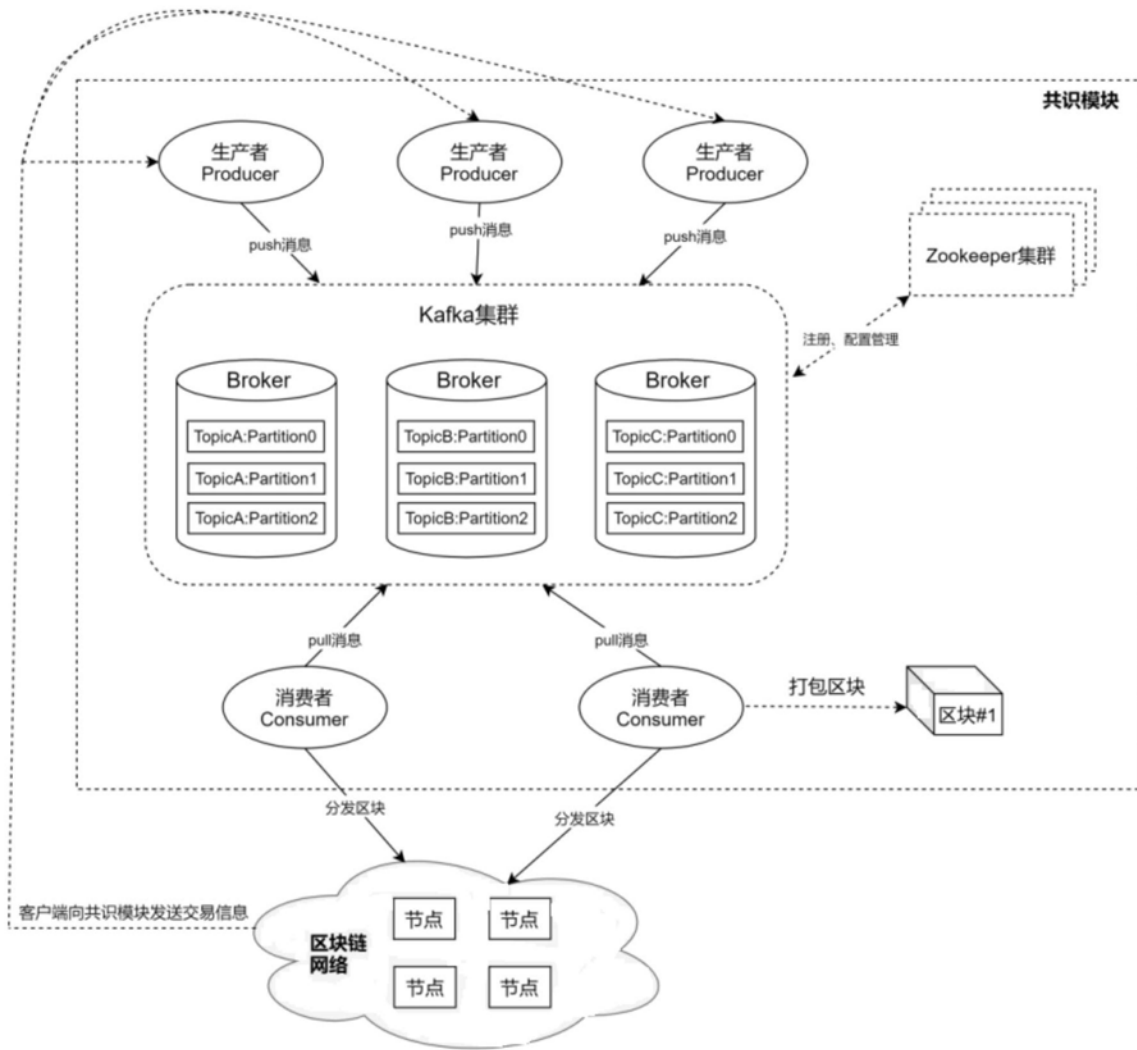 共识模块
生产者
Producer
生产者
Producer
生产者
Producer
push消息
push消息
push消息
Zookeeper集群
Kafka集群
注册、配置管理
Broker
Broker
Broker
TopicA:Partition0
TopicB:Partition0
TopicC:Partition0
TopicA:Partition1
TopicB:Partition1
TopicC:Partition1
TopicA:Partition2
TopicB:Partition2
TopicC:Partition2
pull消息
pull消息
消费者
Consumer
消费者
Consumer
打包区块
区块#1
分发区块
分发区块
客户端向共识模块发送交易信息
区块链
网络
节点
节点
节点
节点